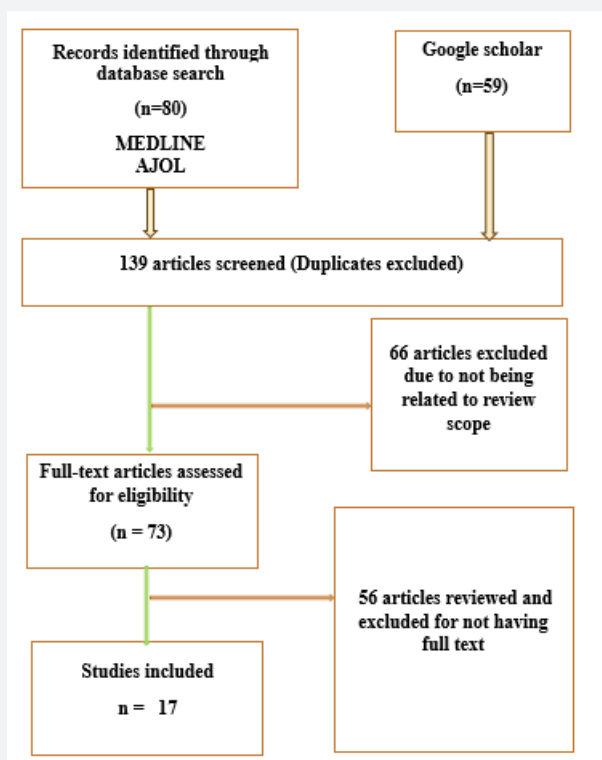 Records identified through
database search
(n=80)
MEDLINE
AJOL
Google scholar
(n=59)
139 articles screened (Duplicates excluded)
66 articles excluded
due to not being
related to review
scope
Full-text articles assessed
for eligibility
(n = 73)
56 articles reviewed and
excluded for not having
full text
Studies included
n = 17